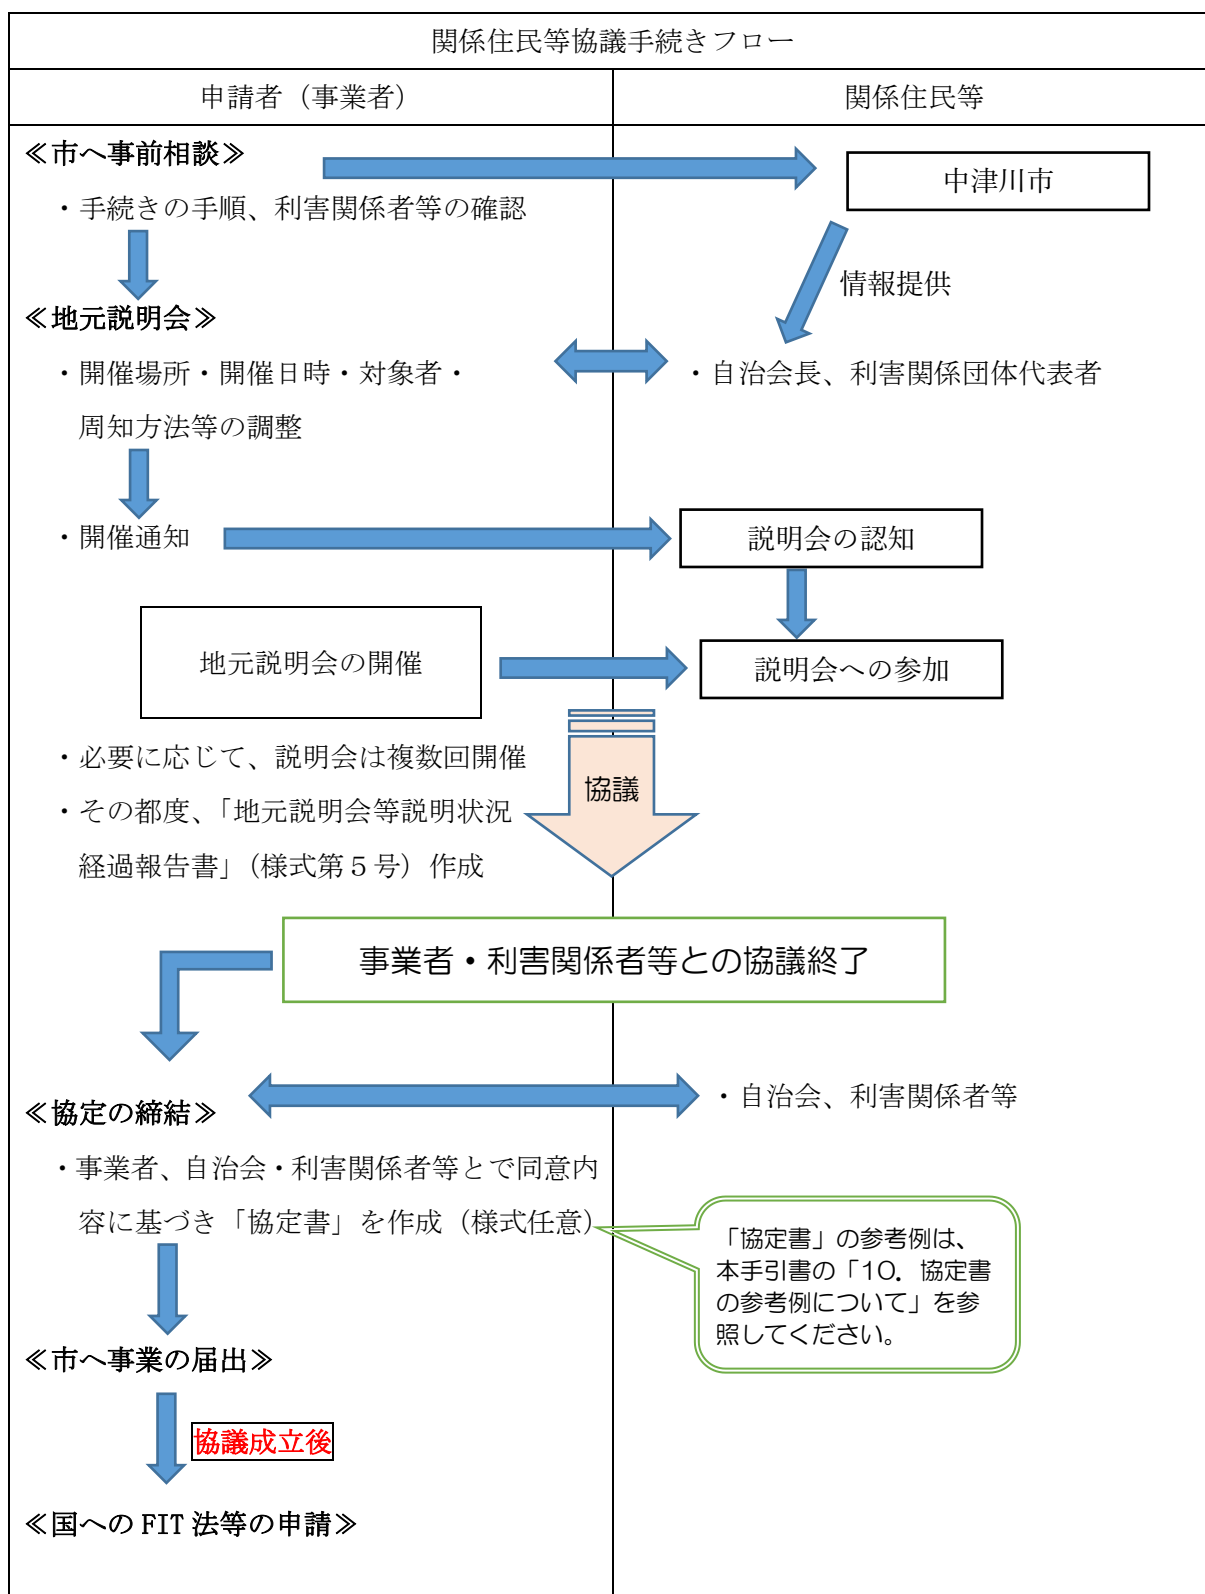 関係住民等協議手続きフロー
申請者（事業者）
関係住民等
≪市へ事前相談≫
中津川市
・手続きの手順、利害関係者等の確認
情報提供
≪地元説明会≫
・開催場所・開催日時・対象者・
周知方法等の調整
・自治会長、利害関係団体代表者
・開催通知
説明会の認知
地元説明会の開催
説明会への参加
・必要に応じて、説明会は複数回開催
・その都度、「地元説明会等説明状況
経過報告書」（様式第５号）作成
協議
事業者・利害関係者等との協議終了
≪協定の締結≫
・自治会、利害関係者等
・事業者、自治会・利害関係者等とで同意内
容に基づき「協定書」を作成（様式任意）
「協定書」の参考例は、
本手引書の「10．協定書
の参考例について」を参
照してください。
≪市へ事業の届出≫
協議成立後
≪国への FIT 法等の申請≫